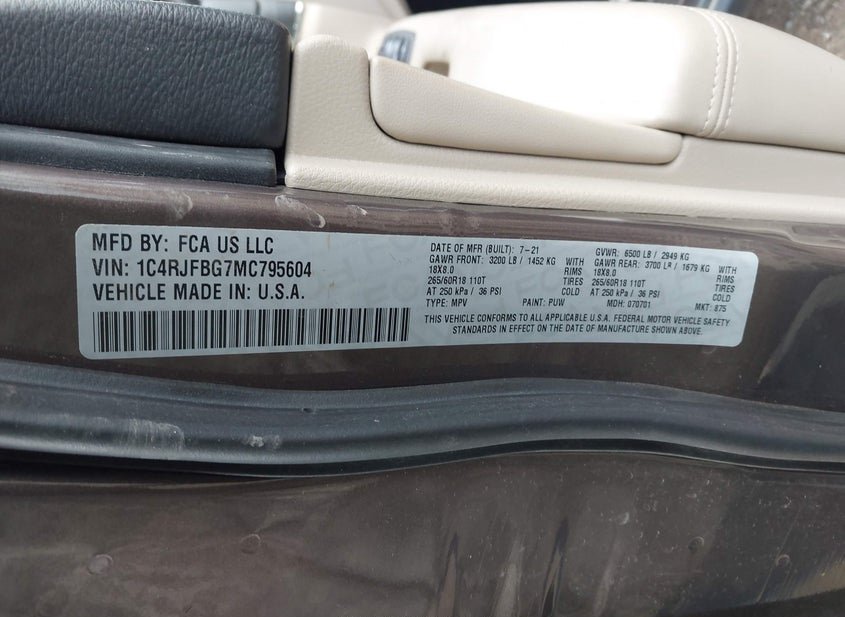 MFD BY: FCA US LLC
VIN: 1C4RJFBG7MC795604
VEHICLE MADE IN: U.S.A.
DATE OF MFR (BUILT): 7-21
GAWR FRONT: 3200 LB / 1452 KG WITH
18X8.0 RIMS
265/60R18 110T TIRES
AT 250 kPa / 36 PSI COLD
TYPE: MPV PAINT: PUW
GVWR: 6500 LB / 2949 KG
GAWR REAR: 3700 LB / 1679 KG WITH
18X8.0 RIMS
265/60R18 110T TIRES
AT 250 kPa / 36 PSI COLD
MDH: 070701 MKT: 875
THIS VEHICLE CONFORMS TO ALL APPLICABLE U.S.A. FEDERAL MOTOR VEHICLE SAFETY
STANDARDS IN EFFECT ON THE DATE OF MANUFACTURE SHOWN ABOVE.